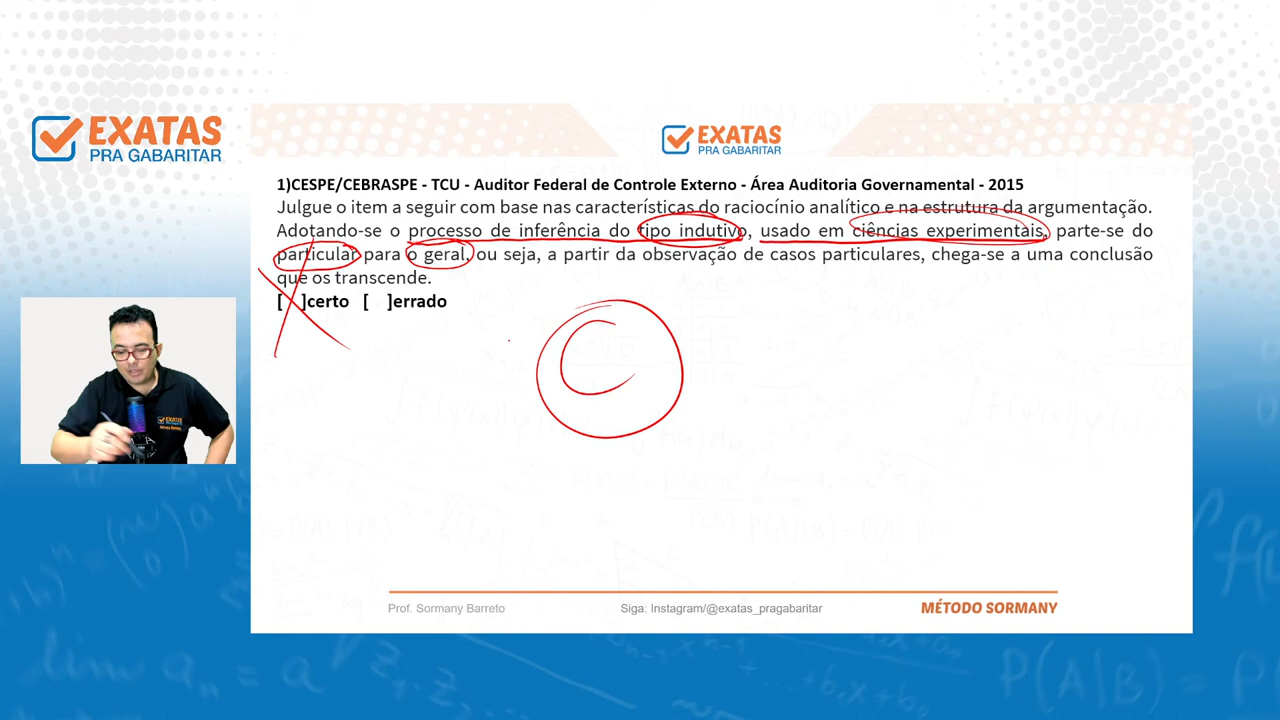 EXATAS
PRA GABARITAR
EXATAS
PRA GABARITAR
1)CESPE/CEBRASPE - TCU - Auditor Federal de Controle Externo - Área Auditoria Governamental - 2015
Julgue o item a seguir com base nas características do raciocínio analítico e na estrutura da argumentação.
Adotando-se o processo de inferência do tipo indutivo, usado em ciências experimentais, parte-se do
particular para o geral, ou seja, a partir da observação de casos particulares, chega-se a uma conclusão
que os transcende.
[ ]certo [ ]errado
C
Prof. Sormany Barreto
Siga: Instagram/@exatas_pragabaritar
MÉTODO SORMANY